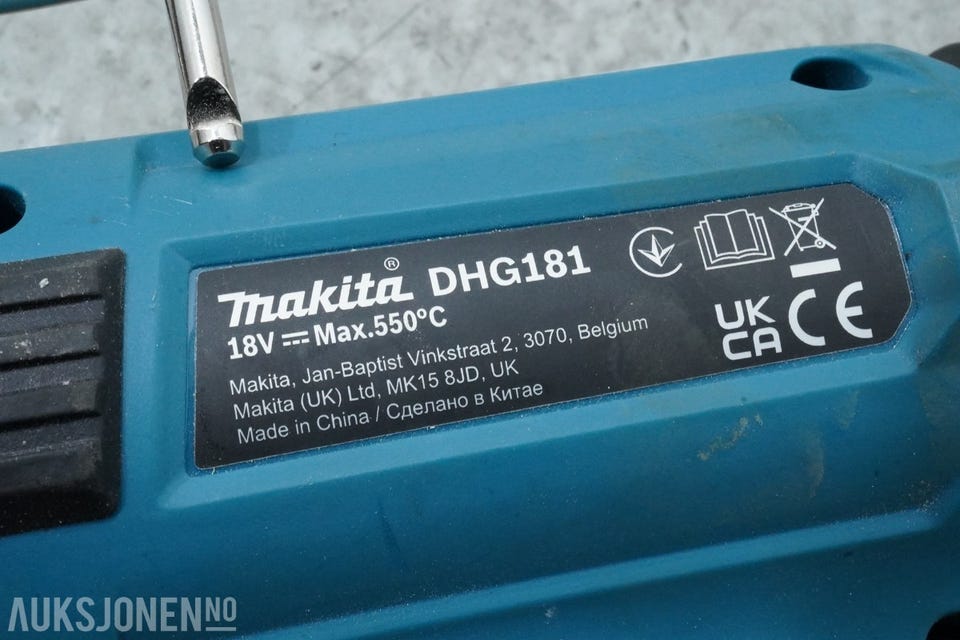 makita® DHG181
18V ⎓ Max.550°C
Makita, Jan-Baptist Vinkstraat 2, 3070, Belgium
Makita (UK) Ltd, MK15 8JD, UK
Made in China / Сделано в Китае
UK
CA
CE
AUKSJONEN.NO